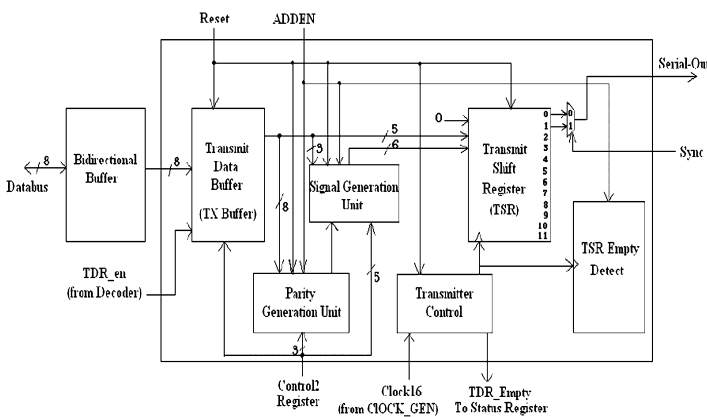 Reset
ADDEN
Serial-Out
8
Databus
Bidirectional
Buffer
8
Transmit
Data
Buffer
(TX Buffer)
TDR_en
(from Decoder)
3
8
5
6
Signal Generation
Unit
0
Transmit
Shift
Register
(TSR)
0
1
2
3
4
5
6
7
8
9
10
11
0
1
Sync
TSR Empty
Detect
5
Parity
Generation Unit
3
Transmitter
Control
Control2
Register
Clock16
(from ClOCK_GEN)
TDR_Empty
To Status Register